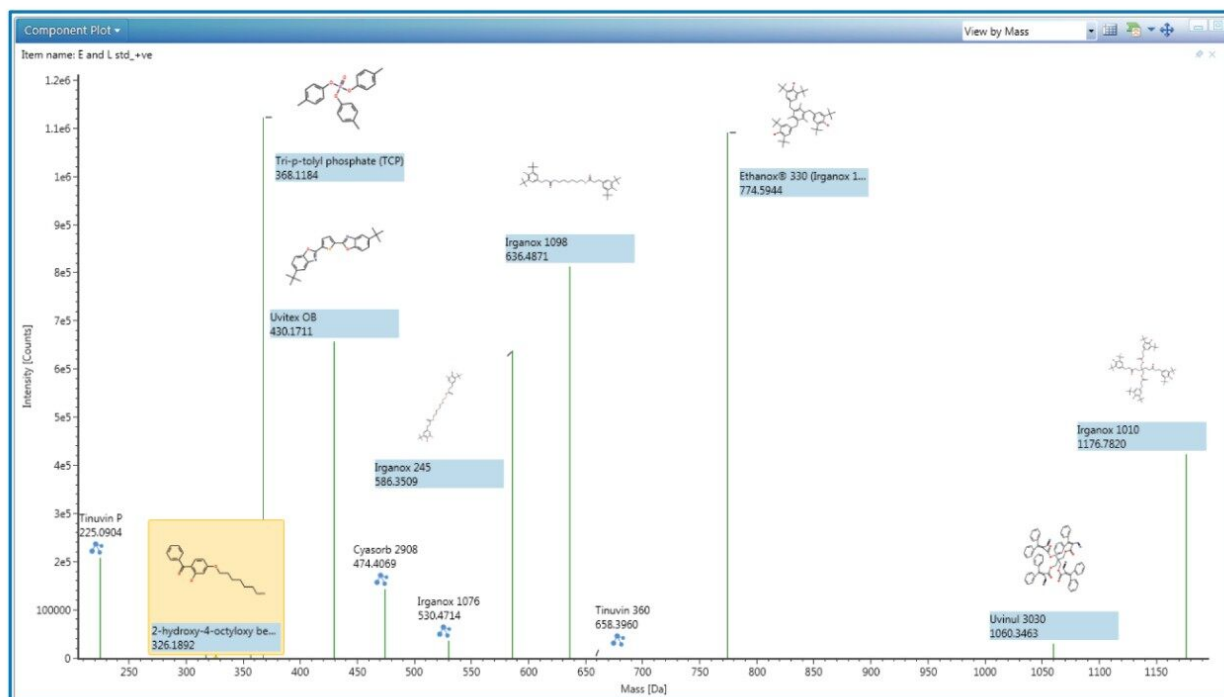 Component Plot
View by Mass
Item name: E and L std_+ve
Intensity [Counts]
1.2e6
1.1e6
1e6
9e5
8e5
7e5
6e5
5e5
4e5
3e5
2e5
100000
0
Tri-p-tolyl phosphate (TCP)
368.1184
Ethanox® 330 (Irganox 1...
774.5944
Irganox 1098
636.4871
Uvitex OB
430.1711
Irganox 1010
1176.7820
Irganox 245
586.3509
Tinuvin P
225.0904
Cyasorb 2908
474.4069
Irganox 1076
530.4714
Tinuvin 360
658.3960
Uvinul 3030
1060.3463
2-hydroxy-4-octyloxy be...
326.1892
250 300 350 400 450 500 550 600 650 700 750 800 850 900 950 1000 1050 1100 1150
Mass [Da]